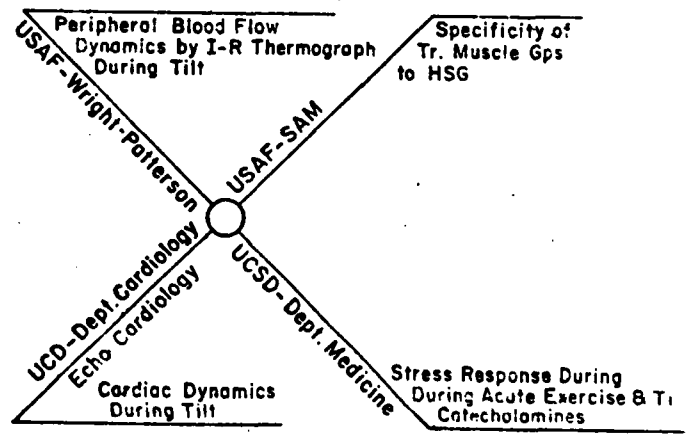 Peripheral Blood Flow
Dynamics by I-R Thermograph
During Tilt
USAF-Wright-Patterson
Specificity of
Tr. Muscle Gps
to HSG
USAF-SAM
UCD-Dept. Cardiology
Echo Cardiology
Cardiac Dynamics
During Tilt
UCSD-Dept. Medicine
Stress Response During
During Acute Exercise & Ti
Catecholamines